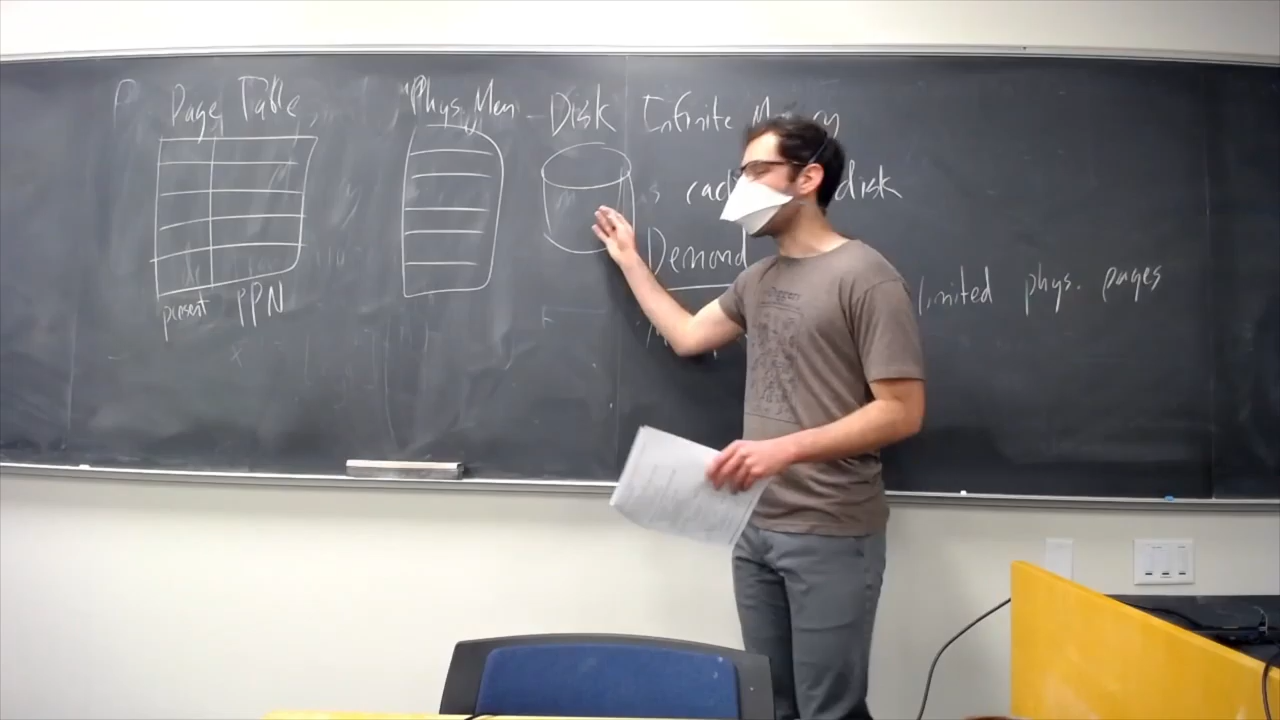 Page Table
Phys. Mem
Disk
Infinite
disk
Demand
limited phys. pages
present PPN